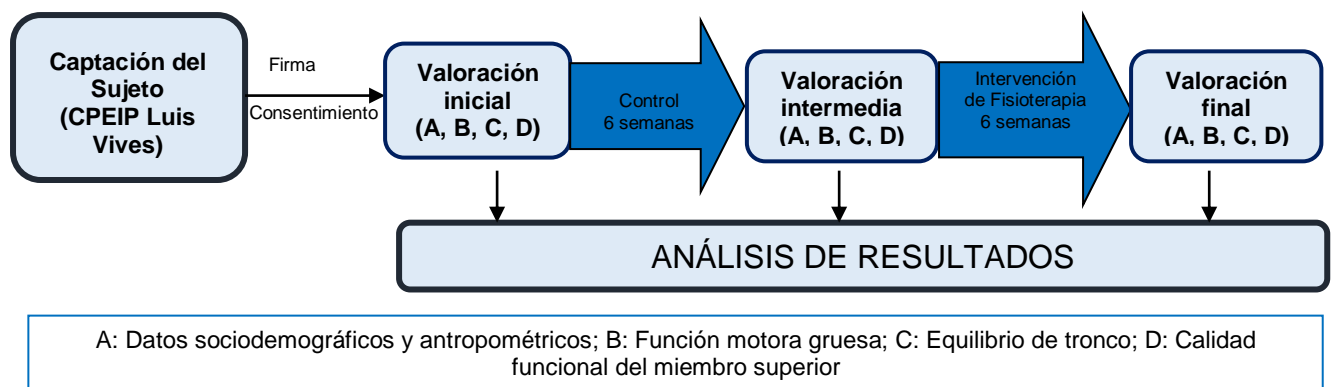 Captación del
Sujeto
(CPEIP Luis
Vives)
Firma
Consentimiento
Valoración
inicial
(A, B, C, D)
Control
6 semanas
Valoración
intermedia
(A, B, C, D)
Intervención
de Fisioterapia
6 semanas
Valoración
final
(A, B, C, D)
ANÁLISIS DE RESULTADOS
A: Datos sociodemográficos y antropométricos; B: Función motora gruesa; C: Equilibrio de tronco; D: Calidad
funcional del miembro superior